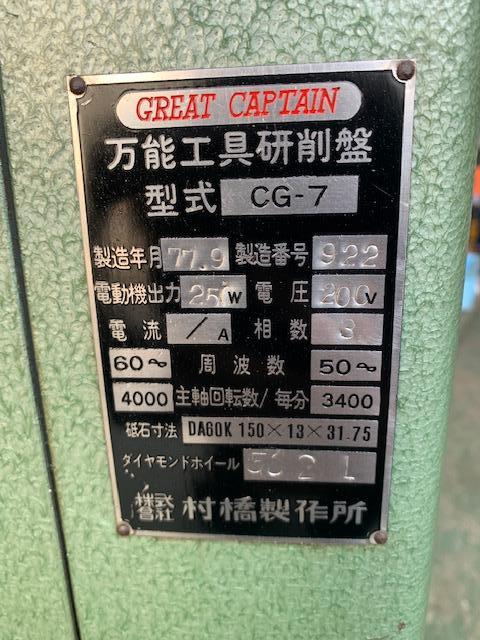 GREAT CAPTAIN
万能工具研削盤
型式 CG-7
製造年月 77.9 製造番号 922
電動機出力 25 W 電圧 200 V
電流 / A 相数 3
60~ 周波数 50~
4000 主軸回転数/毎分 3400
砥石寸法 DA60K 150×13×31.75
ダイヤモンドホイール
株式会社 村橋製作所